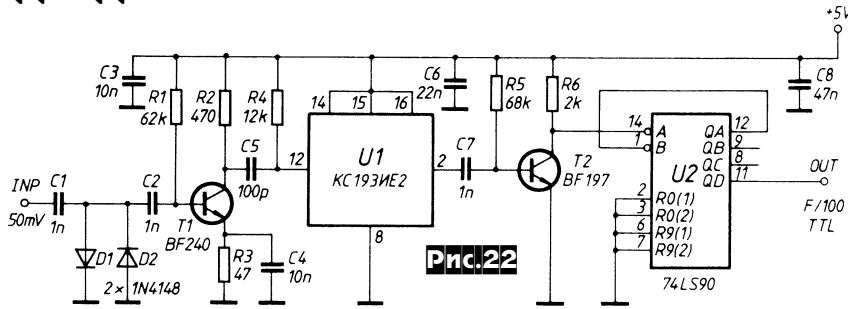 +5V
C3
10n
R1
62k
R2
470
R4
12k
14
15
16
C6
22n
R5
68k
R6
2k
C8
47n
INP
50mV
C1
1n
C2
1n
C5
100p
12
U1
КС193ИЕ2
2
8
C7
1n
T1
BF240
T2
BF197
D1
D2
2 × 1N4148
R3
47
C4
10n
Рис.22
14
A
QA
12
1
B
QB
9
U2
QC
8
QD
11
2
R0(1)
3
R0(2)
6
R9(1)
7
R9(2)
74LS90
OUT
F/100
TTL